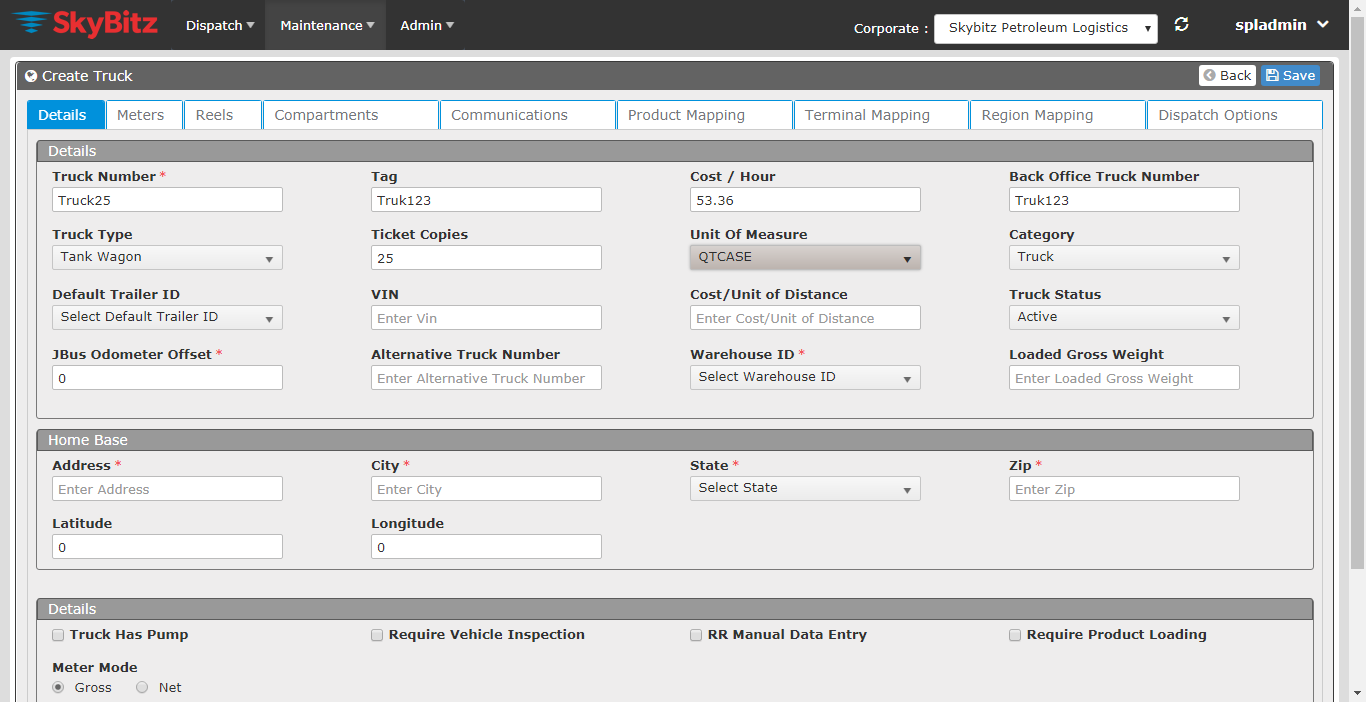 SkyBitz Dispatch Maintenance Admin Corporate : Skybitz Petroleum Logistics spladmin
Create Truck Back Save
Details Meters Reels Compartments Communications Product Mapping Terminal Mapping Region Mapping Dispatch Options
Details
Truck Number * Tag Cost / Hour Back Office Truck Number
Truck25 Truk123 53.36 Truk123
Truck Type Ticket Copies Unit Of Measure Category
Tank Wagon 25 QTCASE Truck
Default Trailer ID VIN Cost/Unit of Distance Truck Status
Select Default Trailer ID Enter Vin Enter Cost/Unit of Distance Active
JBus Odometer Offset * Alternative Truck Number Warehouse ID * Loaded Gross Weight
0 Enter Alternative Truck Number Select Warehouse ID Enter Loaded Gross Weight
Home Base
Address * City * State * Zip *
Enter Address Enter City Select State Enter Zip
Latitude Longitude
0 0
Details
Truck Has Pump Require Vehicle Inspection RR Manual Data Entry Require Product Loading
Meter Mode
Gross Net